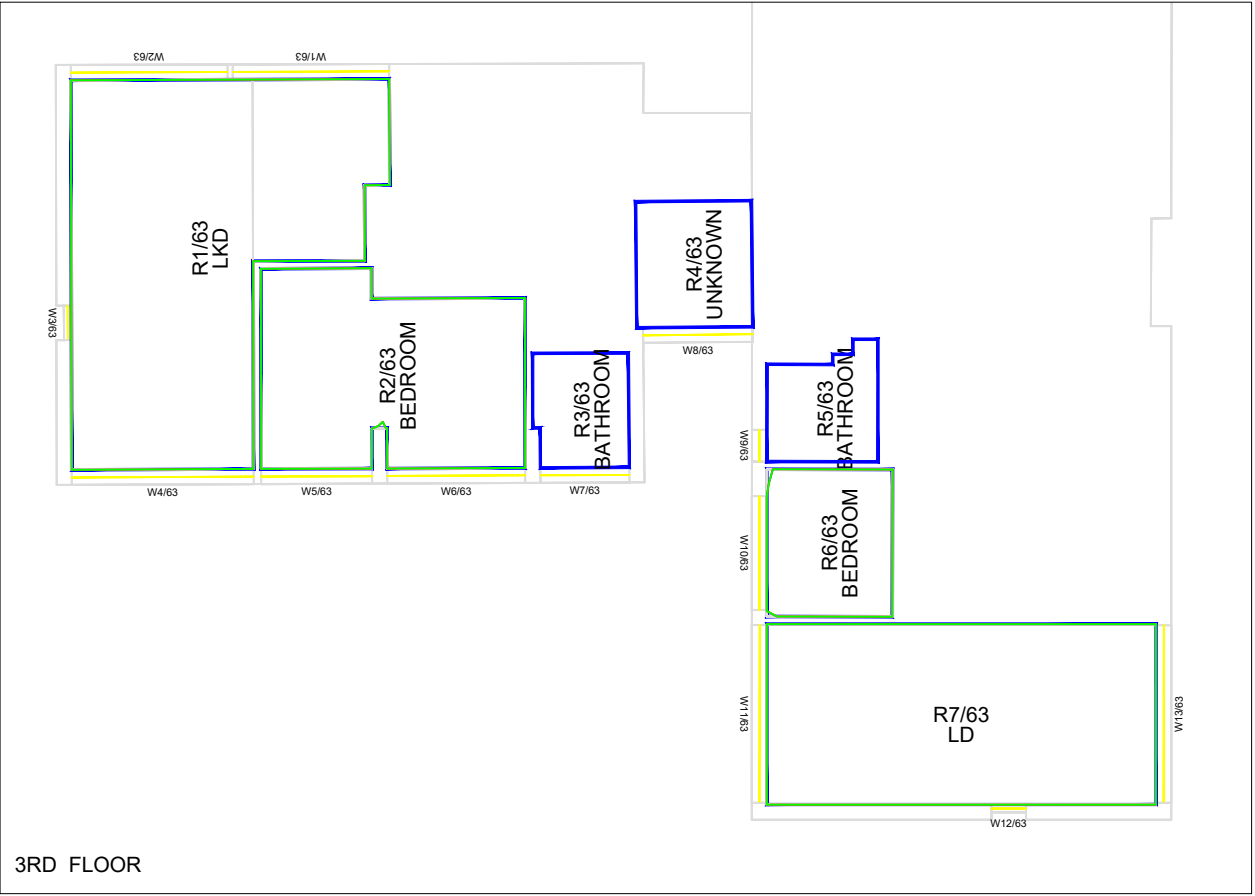 W2/63
W1/63
R1/63
LKD
W3/63
R4/63
UNKNOWN
W8/63
R2/63
BEDROOM
R3/63
BATHROOM
R5/63
BATHROOM
W9/63
W4/63
W5/63
W6/63
W7/63
W10/63
R6/63
BEDROOM
W11/63
R7/63
LD
W13/63
W12/63
3RD FLOOR